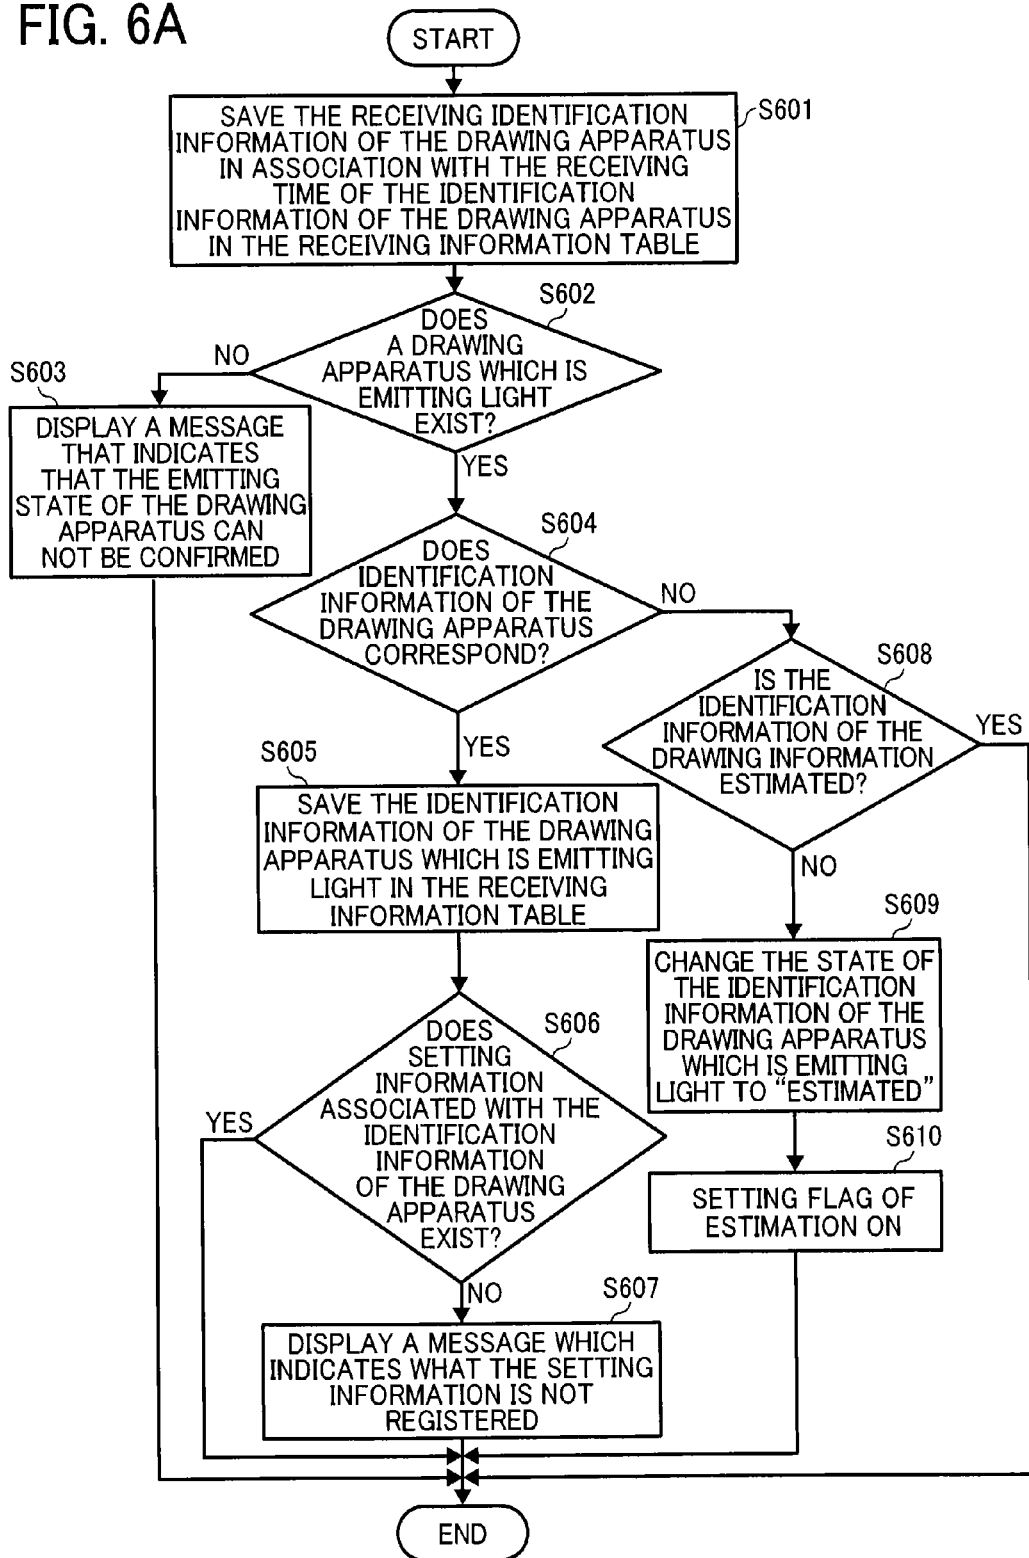 FIG. 6A
START
S601
SAVE THE RECEIVING IDENTIFICATION
INFORMATION OF THE DRAWING APPARATUS
IN ASSOCIATION WITH THE RECEIVING
TIME OF THE IDENTIFICATION
INFORMATION OF THE DRAWING APPARATUS
IN THE RECEIVING INFORMATION TABLE
S602
DOES
A DRAWING
APPARATUS WHICH IS
EMITTING LIGHT
EXIST?
NO
YES
S603
DISPLAY A MESSAGE
THAT INDICATES
THAT THE EMITTING
STATE OF THE DRAWING
APPARATUS CAN
NOT BE CONFIRMED
S604
DOES
IDENTIFICATION
INFORMATION OF THE
DRAWING APPARATUS
CORRESPOND?
NO
YES
S608
IS THE
IDENTIFICATION
INFORMATION OF THE
DRAWING INFORMATION
ESTIMATED?
YES
NO
S605
SAVE THE IDENTIFICATION
INFORMATION OF THE DRAWING
APPARATUS WHICH IS EMITTING
LIGHT IN THE RECEIVING
INFORMATION TABLE
S609
CHANGE THE STATE OF
THE IDENTIFICATION
INFORMATION OF THE
DRAWING APPARATUS
WHICH IS EMITTING
LIGHT TO “ESTIMATED”
S606
DOES
SETTING
INFORMATION
ASSOCIATED WITH THE
IDENTIFICATION
INFORMATION
OF THE DRAWING
APPARATUS
EXIST?
YES
NO
S610
SETTING FLAG OF
ESTIMATION ON
S607
DISPLAY A MESSAGE WHICH
INDICATES WHAT THE SETTING
INFORMATION IS NOT
REGISTERED
END